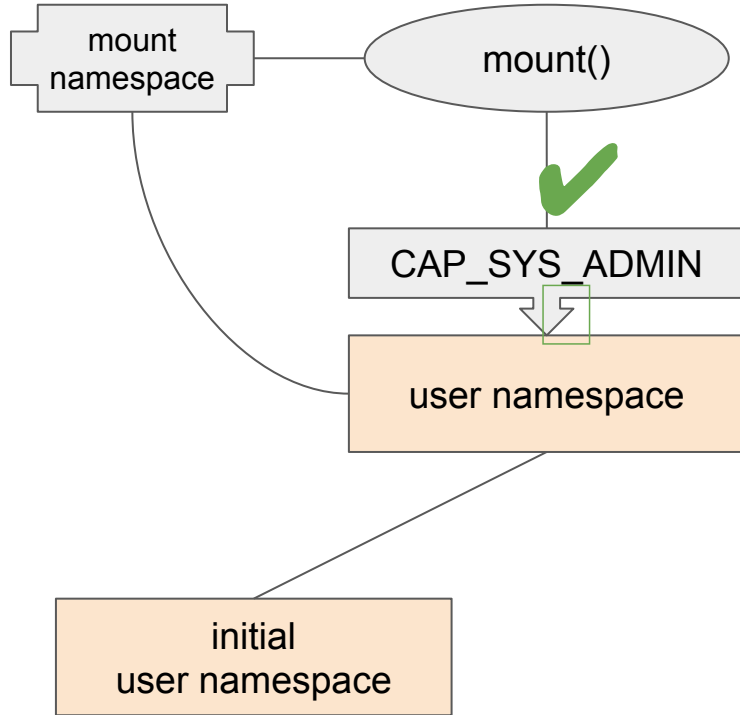 mount
namespace
mount()
CAP_SYS_ADMIN
user namespace
initial
user namespace